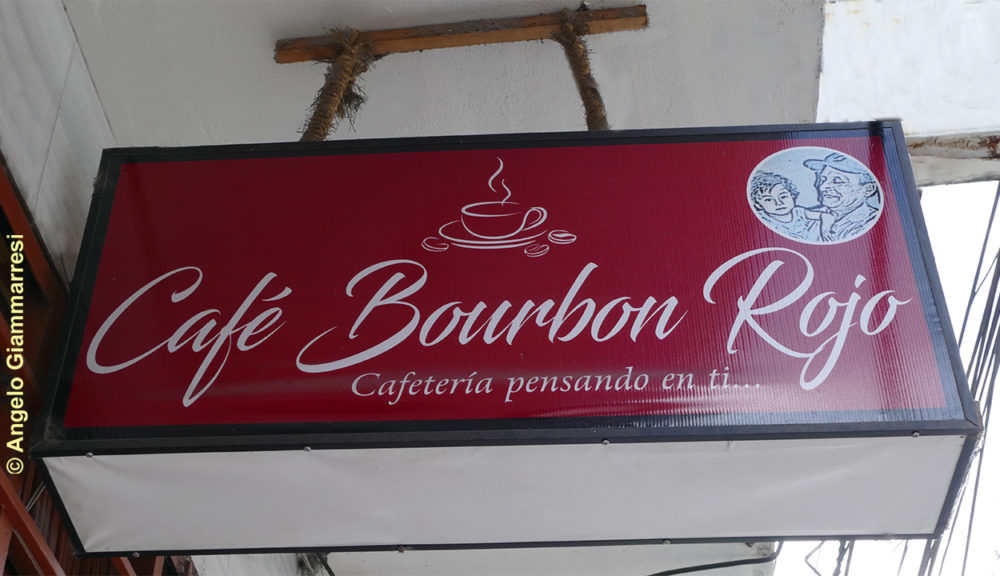 Café Bourbon Rojo
Cafetería pensando en ti...
© Angelo Giammarresi